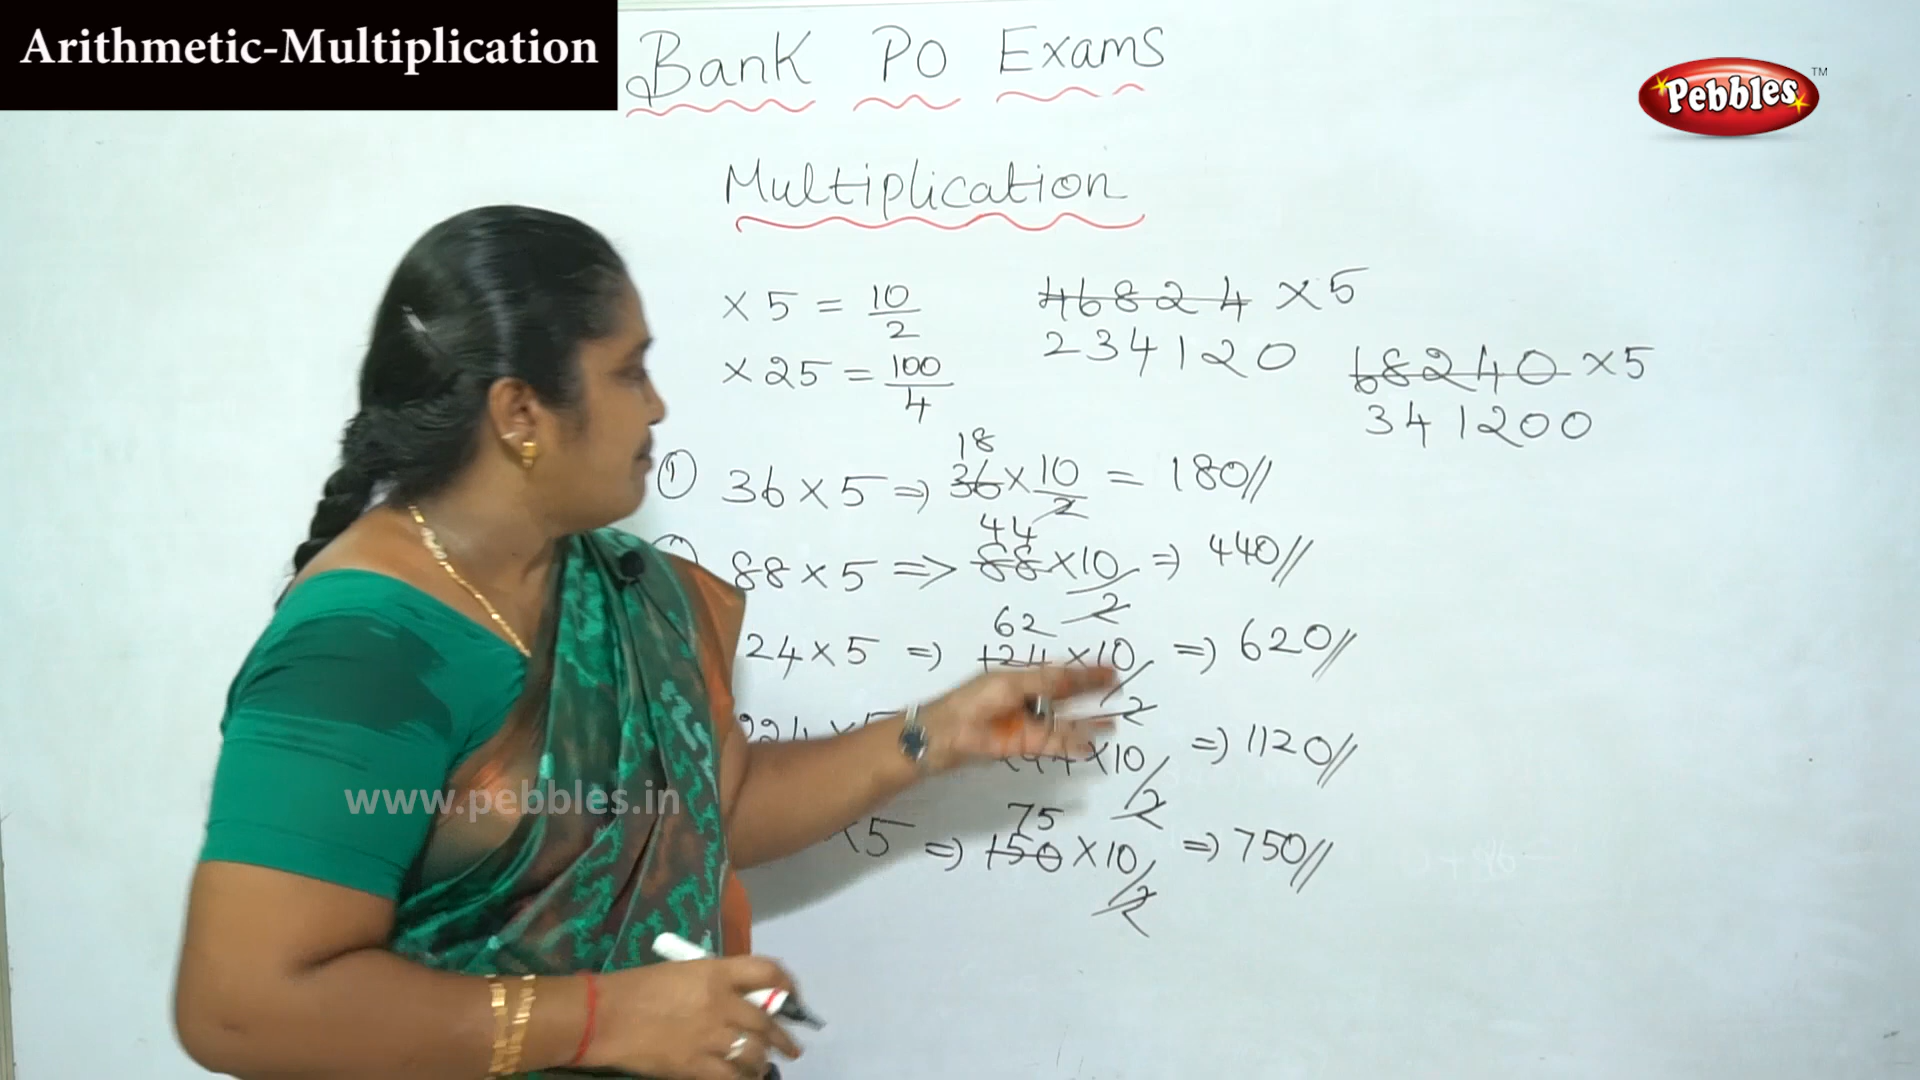 Arithmetic-Multiplication
Bank PO Exams
Pebbles TM
Multiplication
× 5 = 10/2
46824 × 5
234120
× 25 = 100/4
68240 × 5
341200
18
① 36 × 5 ⇒ 36 × 10/2 = 180//
44
88 × 5 ⇒ 88 × 10/2 ⇒ 440//
62
24 × 5 ⇒ 124 × 10/2 ⇒ 620//
224 × 10/2 ⇒ 1120//
www.pebbles.in
75
× 5 ⇒ 150 × 10/2 ⇒ 750//